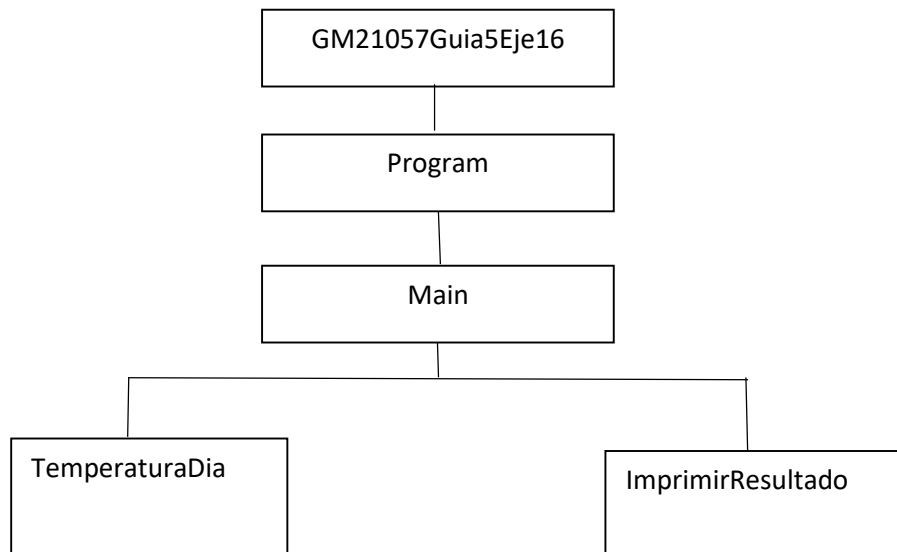 GM21057Guia5Eje16
Program
Main
TemperaturaDia
ImprimirResultado